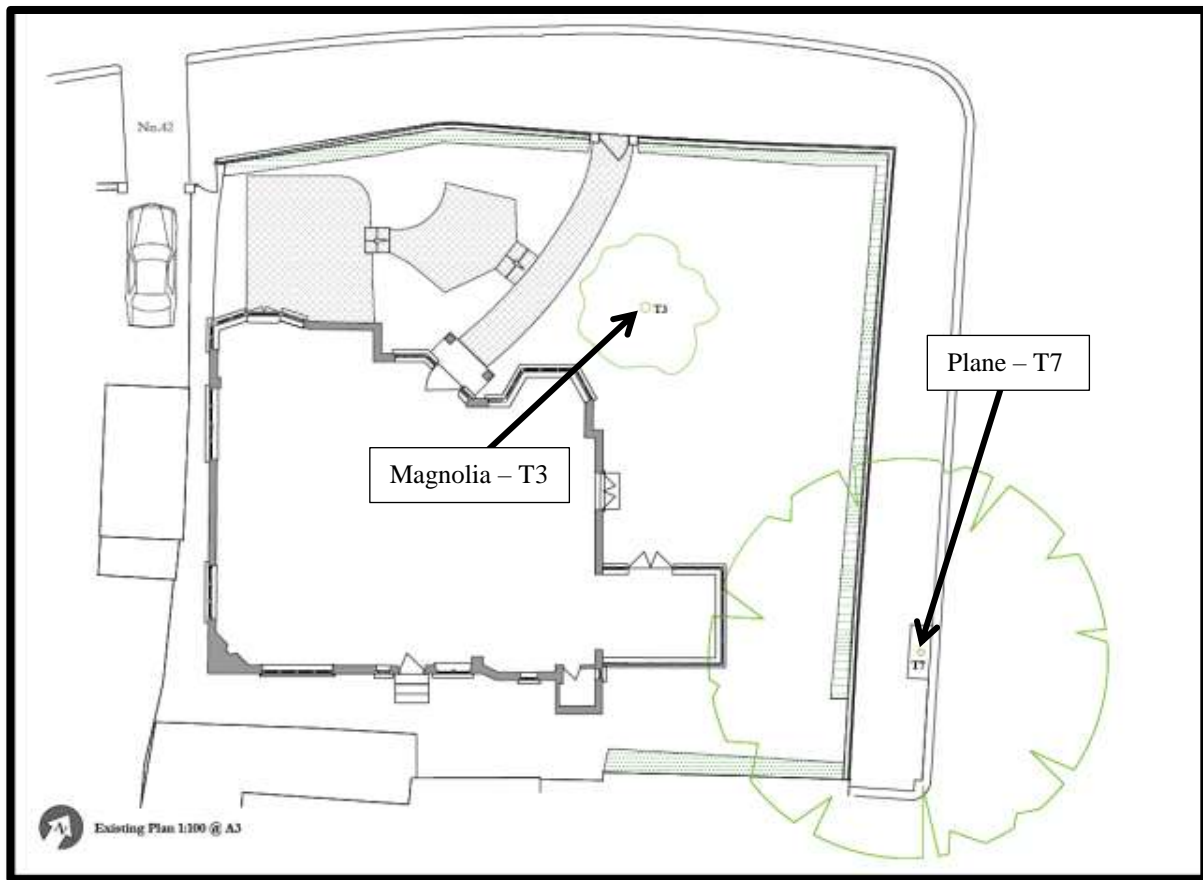 No.42
T3
Plane – T7
Magnolia – T3
T7
Existing Plan 1:100 @ A3